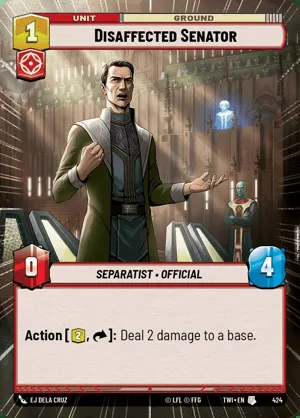 UNIT GROUND
1 DISAFFECTED SENATOR
0 4
SEPARATIST • OFFICIAL
Action [2, ]: Deal 2 damage to a base.
EJ DELA CRUZ © LFL © FFG TWI • EN U 424